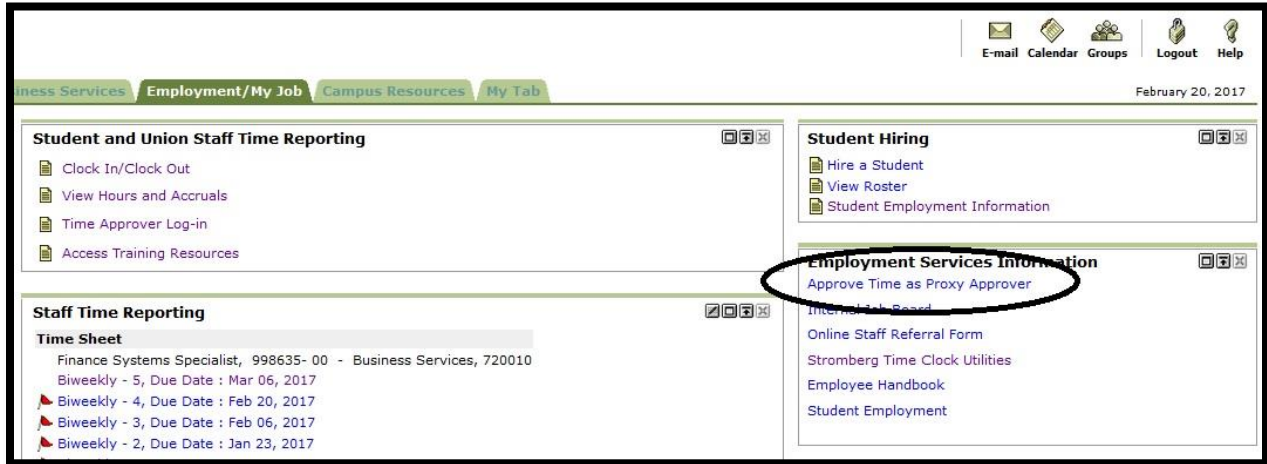 E-mail Calendar Groups Logout Help
iness Services Employment/My Job Campus Resources My Tab February 20, 2017
Student and Union Staff Time Reporting
Clock In/Clock Out
View Hours and Accruals
Time Approver Log-in
Access Training Resources
Staff Time Reporting
Time Sheet
Finance Systems Specialist, 998635- 00 - Business Services, 720010
Biweekly - 5, Due Date : Mar 06, 2017
Biweekly - 4, Due Date : Feb 20, 2017
Biweekly - 3, Due Date : Feb 06, 2017
Biweekly - 2, Due Date : Jan 23, 2017
Student Hiring
Hire a Student
View Roster
Student Employment Information
Employment Services Information
Approve Time as Proxy Approver
Internal Job Board
Online Staff Referral Form
Stromberg Time Clock Utilities
Employee Handbook
Student Employment